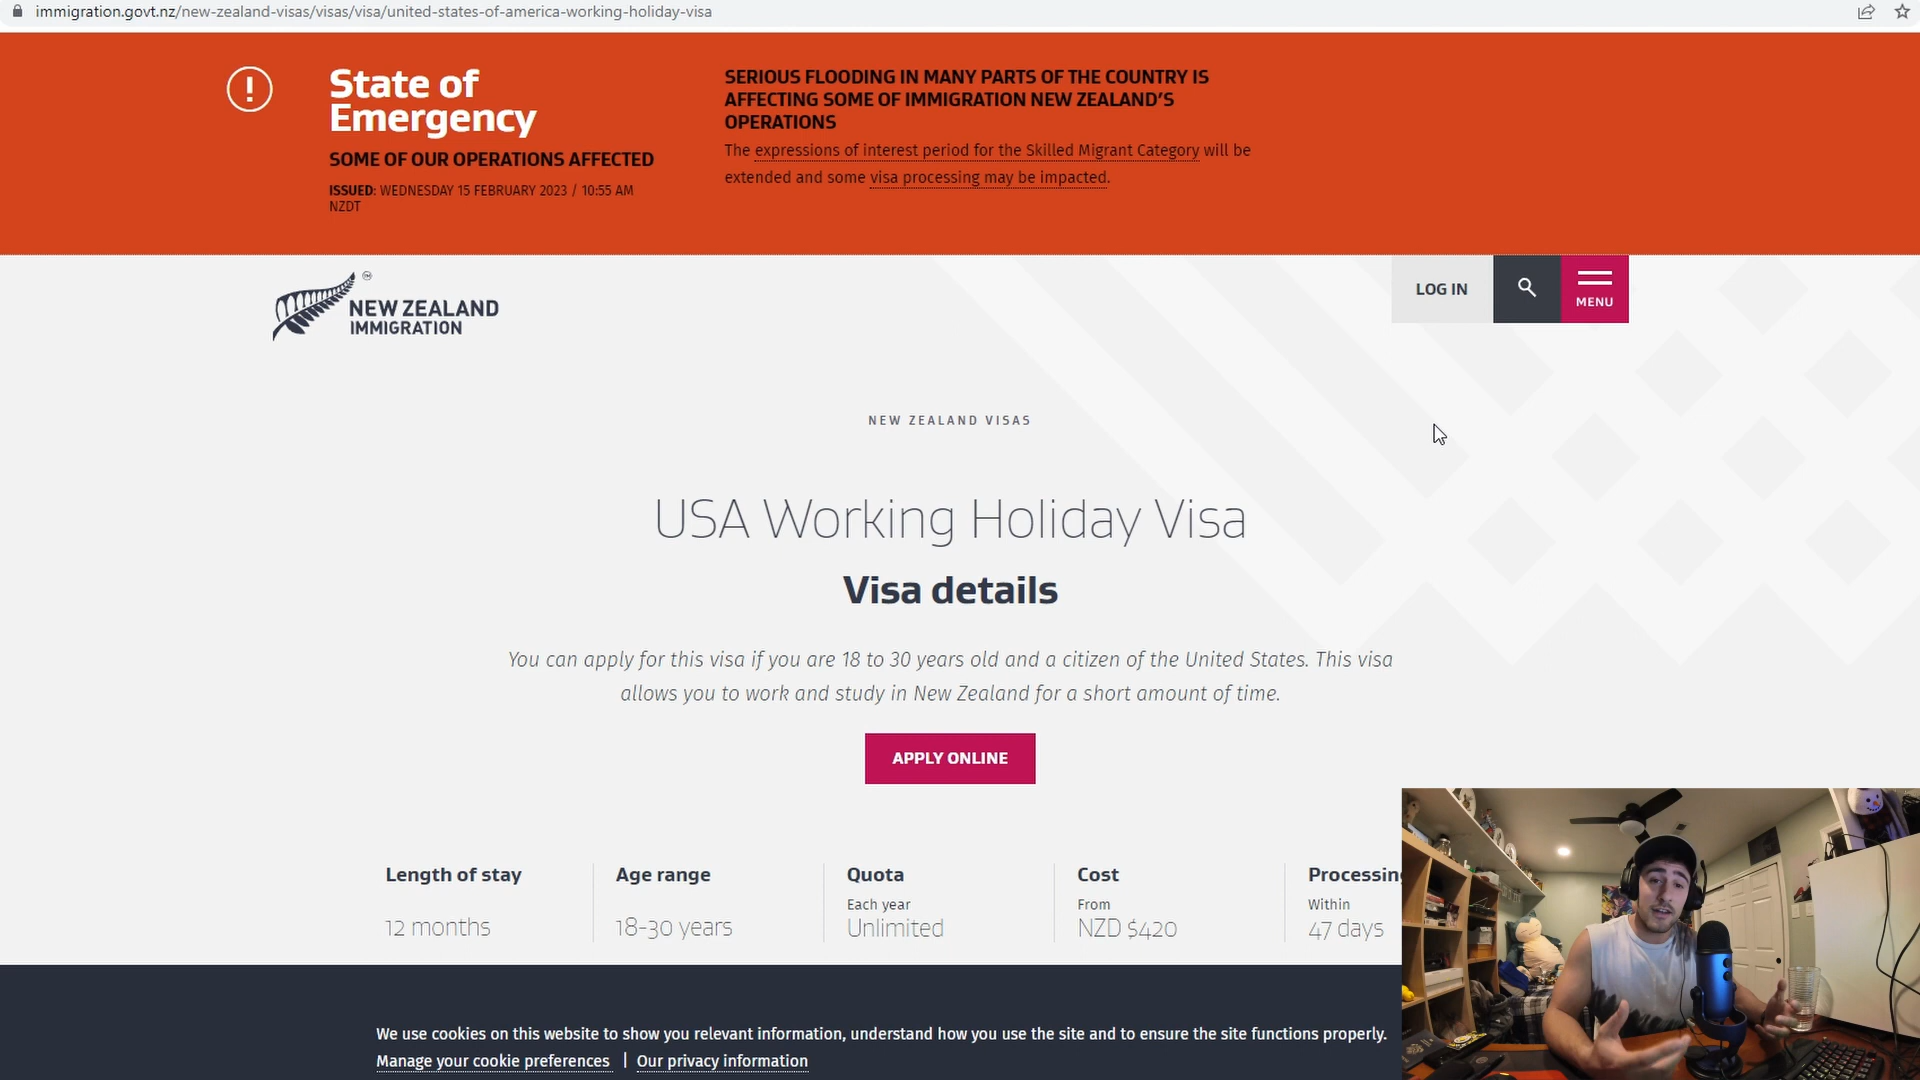 immigration.govt.nz/new-zealand-visas/visas/visa/united-states-of-america-working-holiday-visa
State of
Emergency
SOME OF OUR OPERATIONS AFFECTED
ISSUED: WEDNESDAY 15 FEBRUARY 2023 / 10:55 AM
NZDT
SERIOUS FLOODING IN MANY PARTS OF THE COUNTRY IS
AFFECTING SOME OF IMMIGRATION NEW ZEALAND'S
OPERATIONS
The expressions of interest period for the Skilled Migrant Category will be
extended and some visa processing may be impacted.
NEW ZEALAND
IMMIGRATION
LOG IN
MENU
NEW ZEALAND VISAS
USA Working Holiday Visa
Visa details
You can apply for this visa if you are 18 to 30 years old and a citizen of the United States. This visa
allows you to work and study in New Zealand for a short amount of time.
APPLY ONLINE
Length of stay
12 months
Age range
18-30 years
Quota
Each year
Unlimited
Cost
From
NZD $420
Processing
Within
47 days
We use cookies on this website to show you relevant information, understand how you use the site and to ensure the site functions properly.
Manage your cookie preferences | Our privacy information